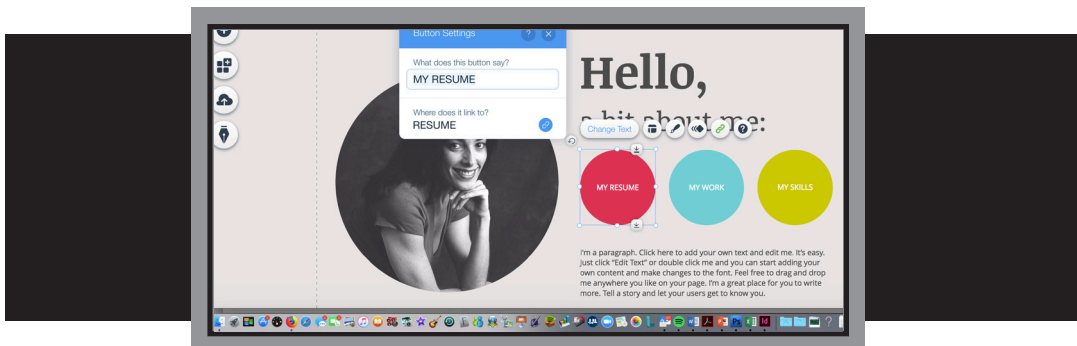 Button Settings
?
What does this button say?
MY RESUME
Where does it link to?
RESUME
Hello,
a bit about me:
Change Text
?
MY RESUME
MY WORK
MY SKILLS
I'm a paragraph. Click here to add your own text and edit me. It's easy.
Just click "Edit Text" or double click me and you can start adding your
own content and make changes to the font. Feel free to drag and drop
me anywhere you like on your page. I'm a great place for you to write
more. Tell a story and let your users get to know you.